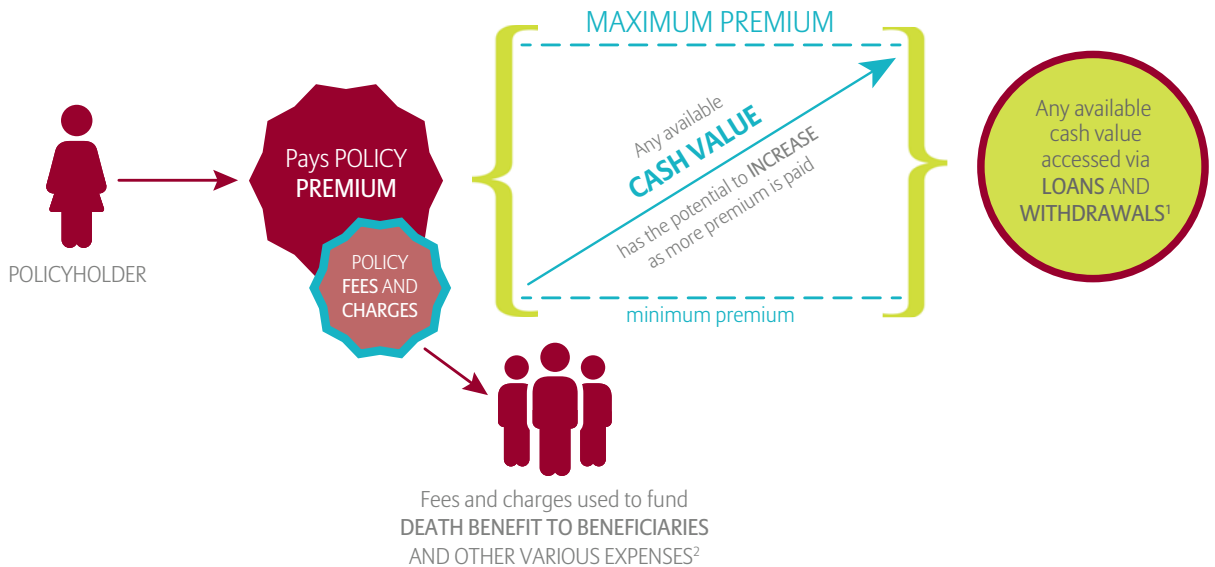 POLICYHOLDER
Pays POLICY
PREMIUM
POLICY
FEES AND
CHARGES
MAXIMUM PREMIUM
Any available
CASH VALUE
has the potential to INCREASE
as more premium is paid
minimum premium
Any available
cash value
accessed via
LOANS AND
WITHDRAWALS¹
Fees and charges used to fund
DEATH BENEFIT TO BENEFICIARIES
AND OTHER VARIOUS EXPENSES²